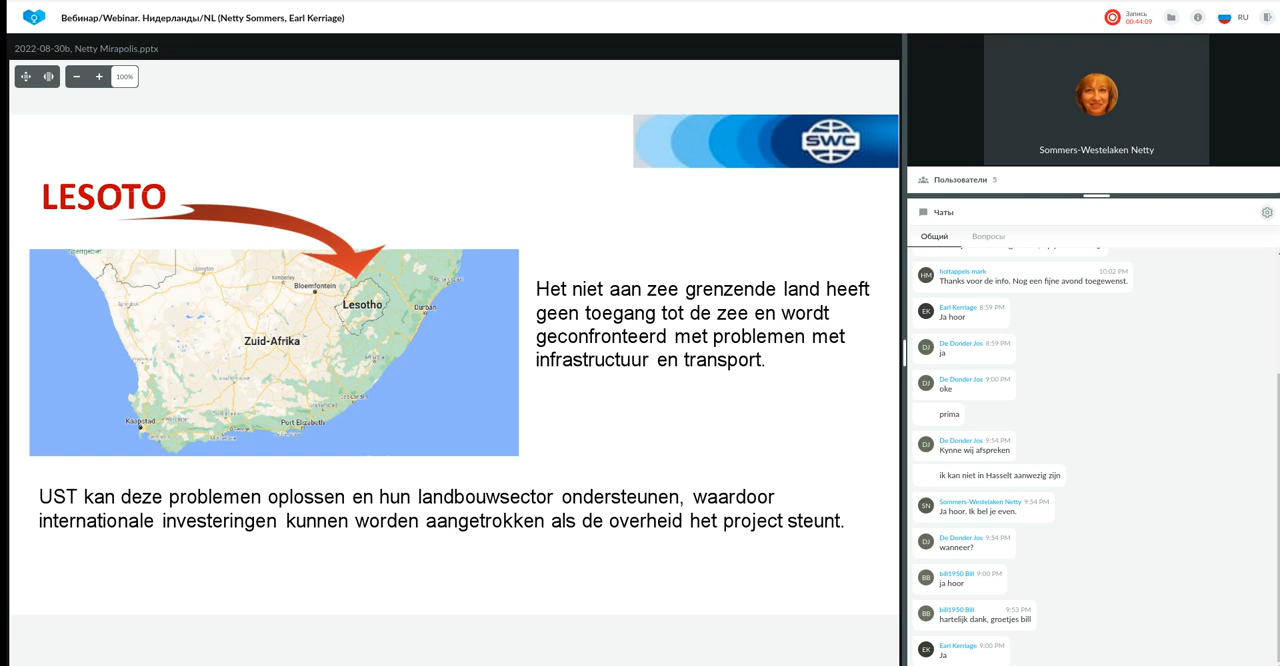 Вебинар/Webinar. Нидерланды/NL (Netty Sommers, Earl Kerriage)
Запись
00:44:09
RU
2022-08-30b, Netty Mirapolis.pptx
100%
SWC
LESOTO
Upington
Kimberley
Bloemfontein
Lesotho
Durban
Zuid-Afrika
Kaapstad
Port Elizabeth
Het niet aan zee grenzende land heeft
geen toegang tot de zee en wordt
geconfronteerd met problemen met
infrastructuur en transport.
UST kan deze problemen oplossen en hun landbouwsector ondersteunen, waardoor
internationale investeringen kunnen worden aangetrokken als de overheid het project steunt.
Sommers-Westelaken Netty
Пользователи 5
Чаты
Общий Вопросы
HM holtappels mark 10:02 PM
Thanks voor de info. Nog een fijne avond toegewenst.
EK Earl Kerriage 8:59 PM
Ja hoor
DJ De Donder Jos 8:59 PM
ja
DJ De Donder Jos 9:00 PM
oke
prima
DJ De Donder Jos 9:54 PM
Kynne wij afspreken
ik kan niet in Hasselt aanwezig zijn
SN Sommers-Westelaken Netty 9:54 PM
Ja hoor. Ik bel je even.
DJ De Donder Jos 9:54 PM
wanneer?
BB bill1950 Bill 9:00 PM
ja hoor
BB bill1950 Bill 9:53 PM
hartelijk dank, groetjes bill
EK Earl Kerriage 9:00 PM
Ja